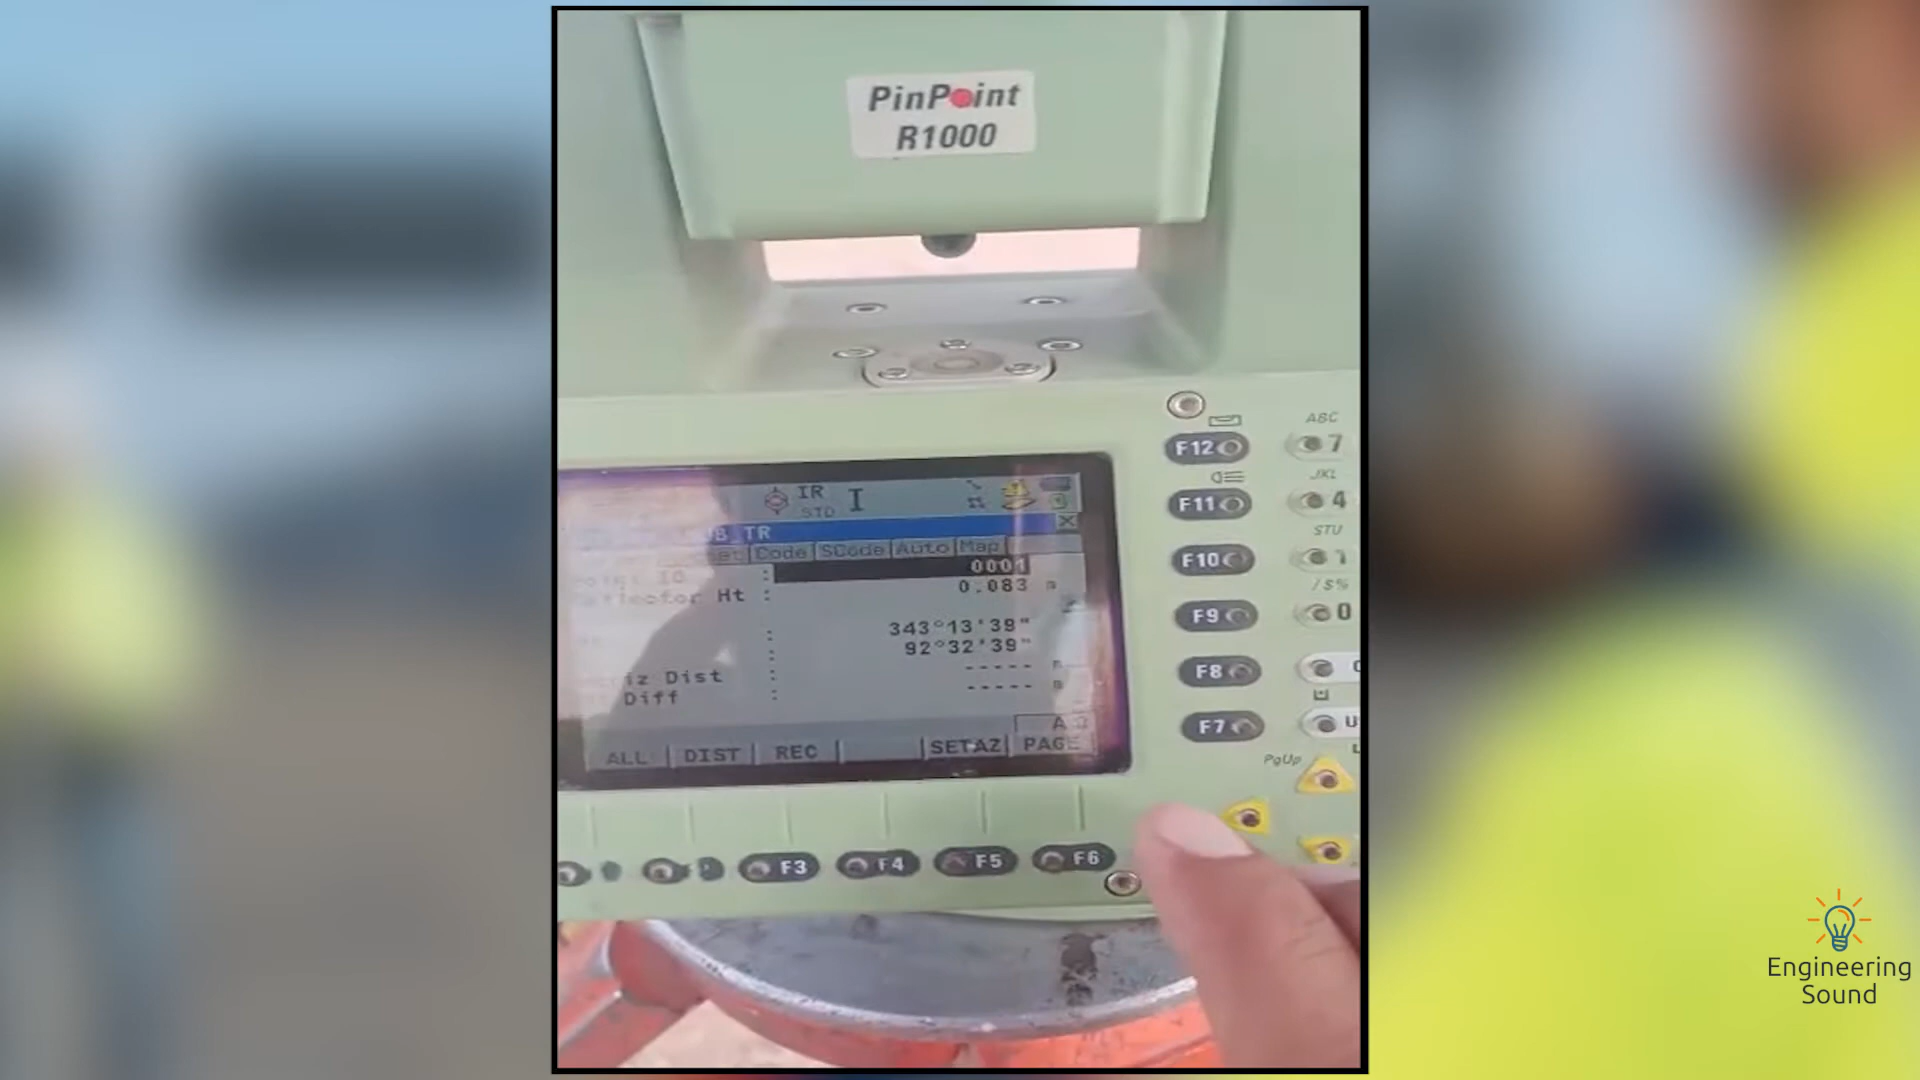 PinPoint
R1000
IR
STD
TR
Code SCode Auto Map
0001
Ht : 0.083 m
343°13'39"
92°32'39"
Dist : ----- m
Diff : ----- m
ALL DIST REC SETAZ PAGE
F12
F11
F10
F9
F8
F7
ABC
7
JKL
4
STU
1
/$%
0
PgUp
F3 F4 F5 F6
Engineering
Sound